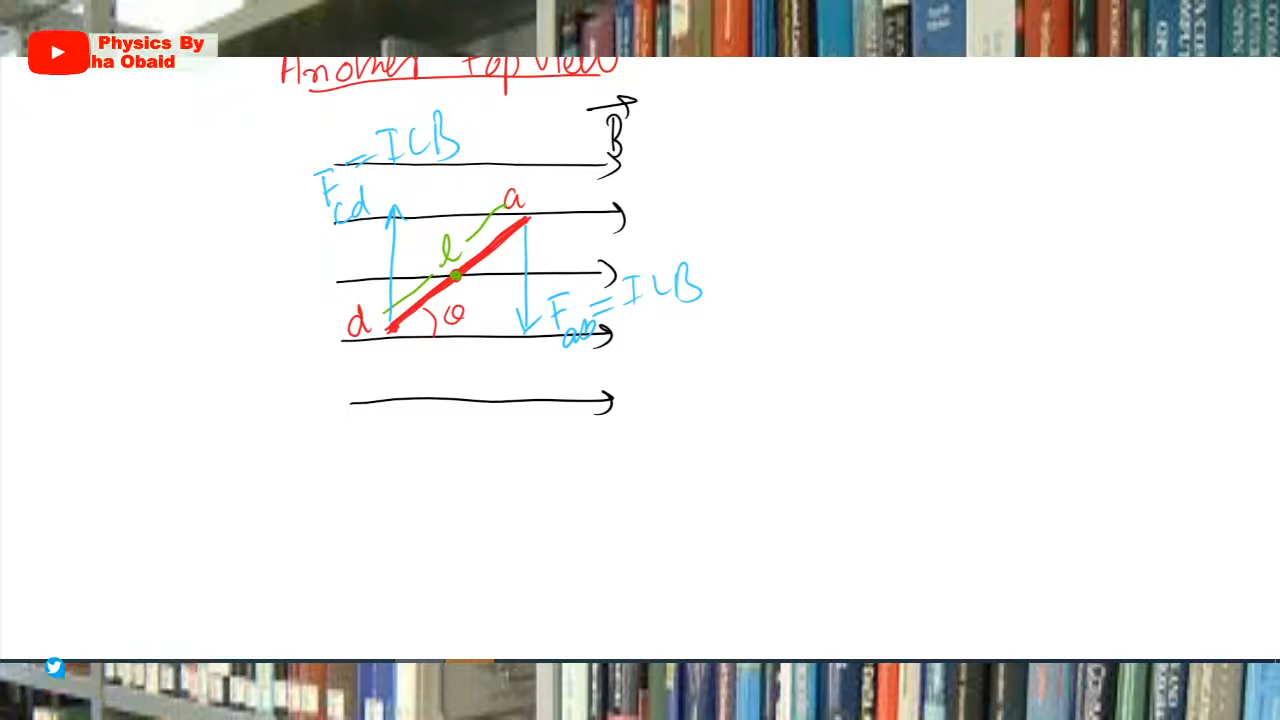 Physics By
ha Obaid
Another Top View
B
F cd = ILB
a
l
d
θ
F ab = ILB